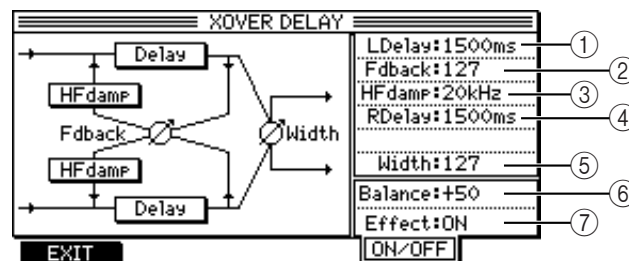 XOVER DELAY
Delay
HFdamp
Fdback
Width
HFdamp
Delay
LDelay:1500ms ①
Fdback:127 ②
HFdamp:20kHz ③
RDelay:1500ms ④
Width:127 ⑤
Balance:+50 ⑥
Effect:ON ⑦
EXIT
ON/OFF